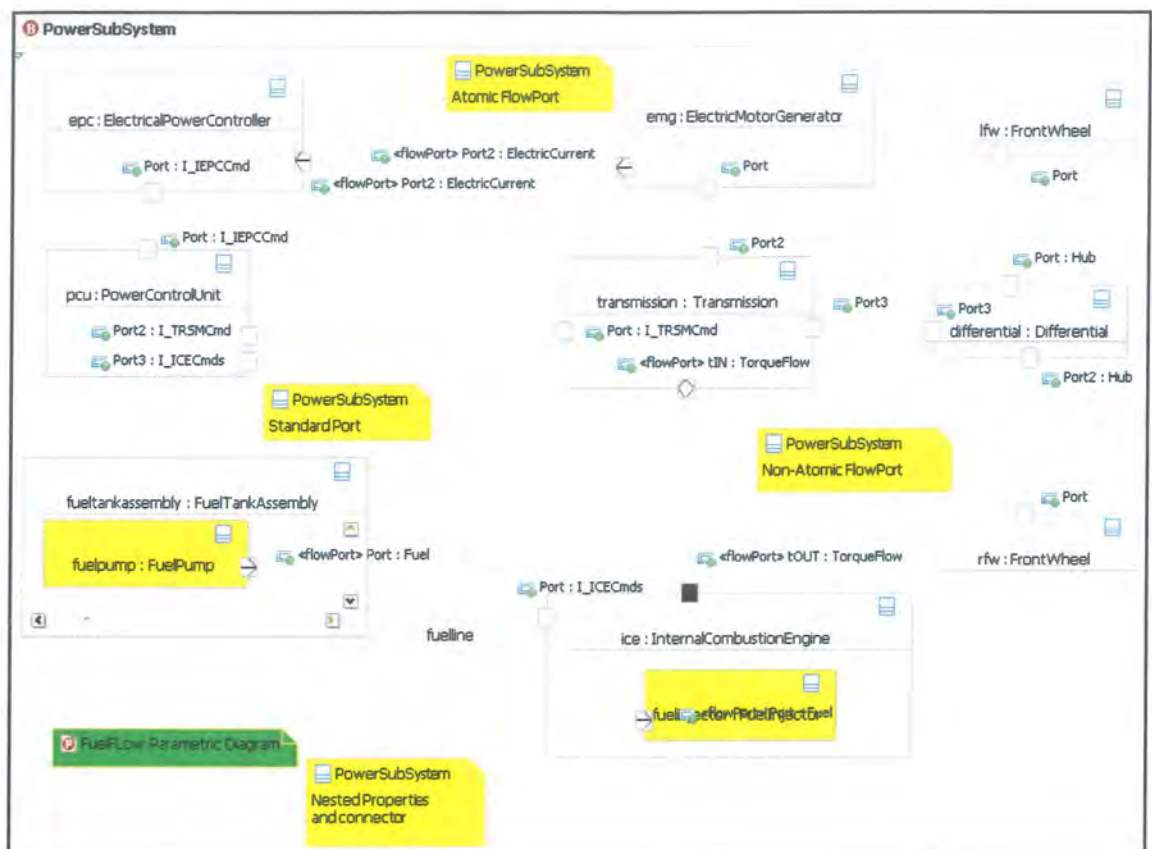 PowerSubSystem
PowerSubSystem
Atomic FlowPort
epc : ElectricalPowerController
emg : ElectricMotorGenerator
lfw : FrontWheel
Port : I_IEPCCmd
«flowPort» Port2 : ElectricCurrent
Port
Port
«flowPort» Port2 : ElectricCurrent
Port : I_IEPCCmd
Port2
Port : Hub
pcu : PowerControlUnit
transmission : Transmission
Port3
Port3
differential : Differential
Port2 : I_TRSMCmd
Port : I_TRSMCmd
Port3 : I_ICECmds
«flowPort» tIN : TorqueFlow
Port2 : Hub
PowerSubSystem
Standard Port
PowerSubSystem
Non-Atomic FlowPort
fueltankassembly : FuelTankAssembly
Port
fuelpump : FuelPump
«flowPort» Port : Fuel
«flowPort» tOUT : TorqueFlow
rfw : FrontWheel
Port : I_ICECmds
fuelline
ice : InternalCombustionEngine
FuelFLow Parametric Diagram
PowerSubSystem
Nested Properties
and connector